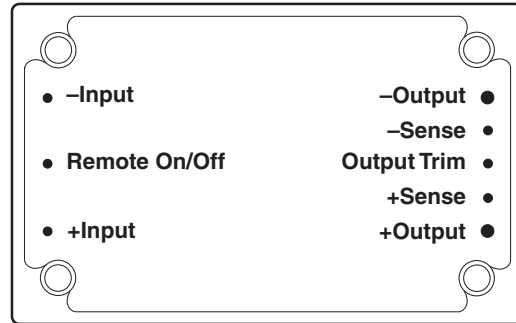 –Input
Remote On/Off
+Input
–Output
–Sense
Output Trim
+Sense
+Output